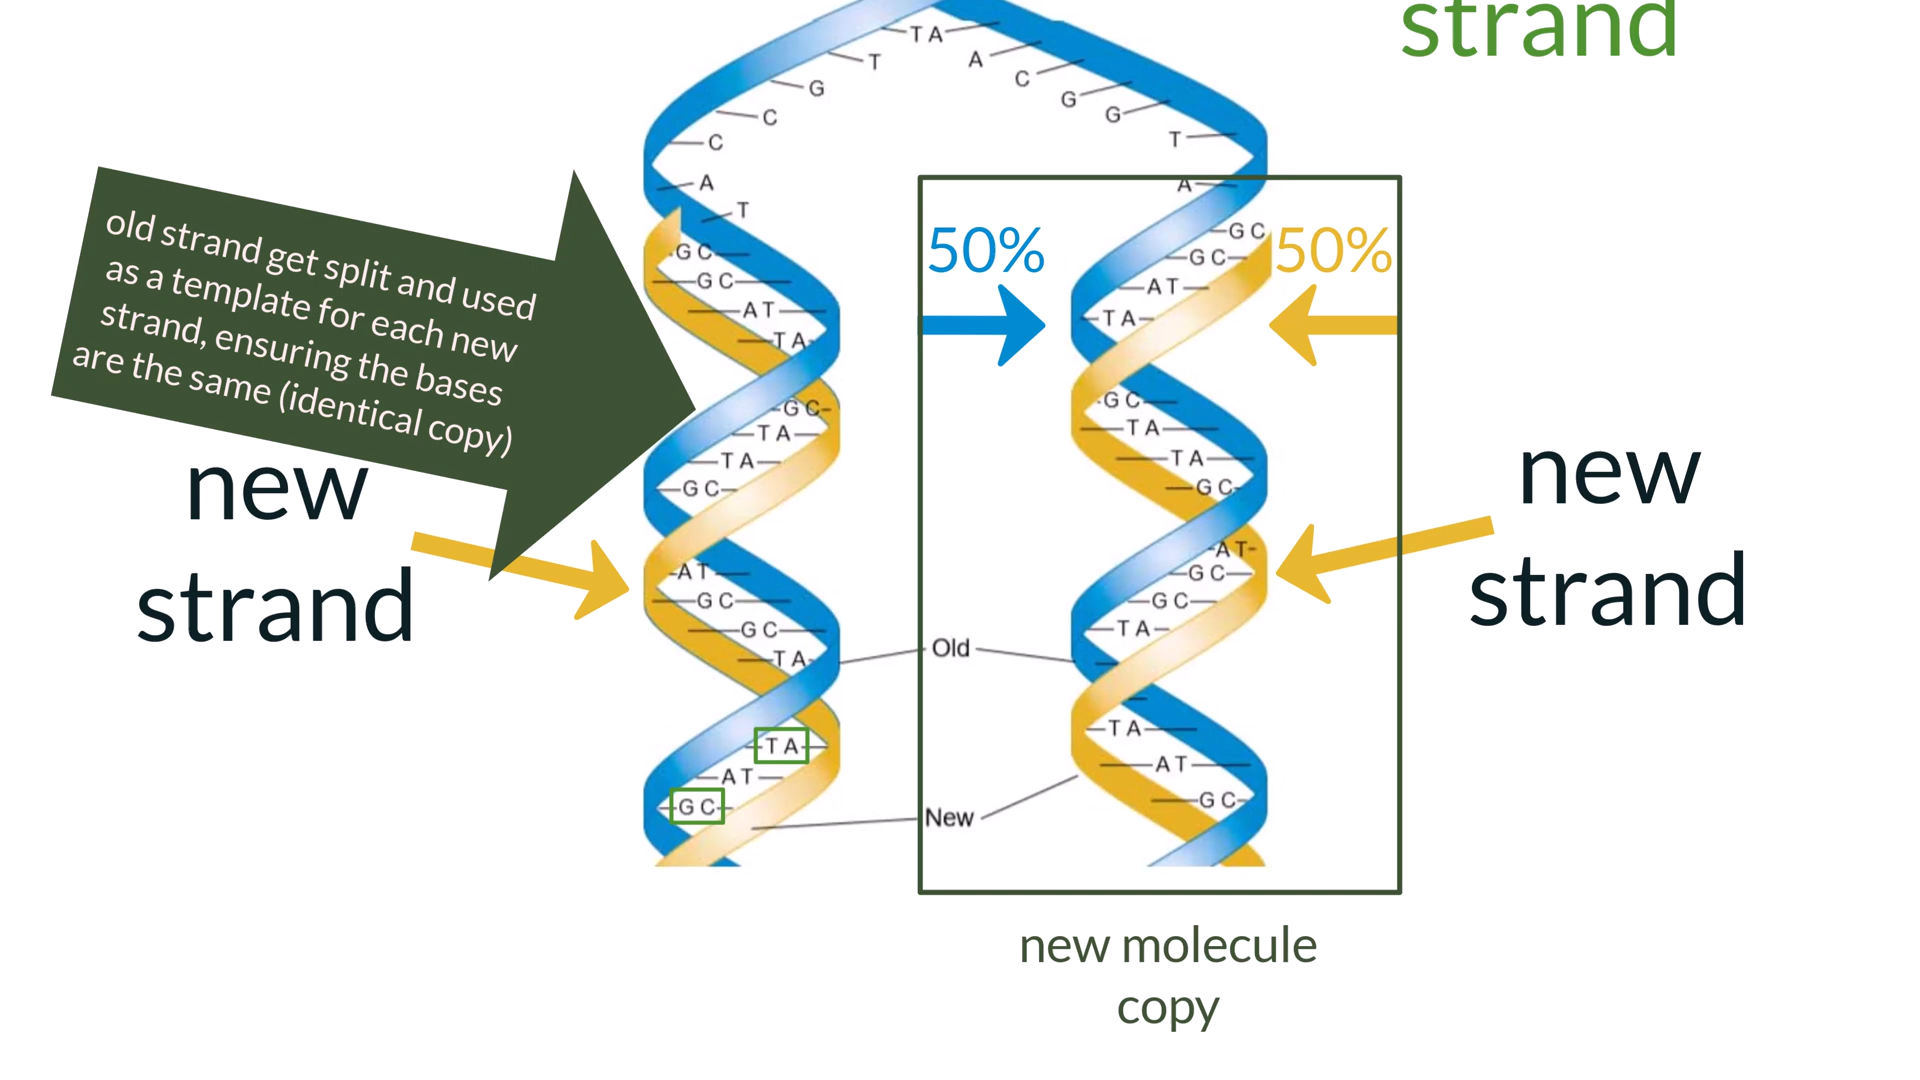 strand
T A
T
A
G
C
C
G
C
G
C
T
A
A
T
G C
G C
A T
T A
G C
T A
T A
G C
A T
G C
G C
T A
T A
A T
G C
50%
50%
G C
G C
A T
T A
G C
T A
T A
G C
A T
G C
G C
T A
T A
A T
G C
old strand get split and used
as a template for each new
strand, ensuring the bases
are the same (identical copy)
new
strand
new
strand
Old
New
new molecule
copy